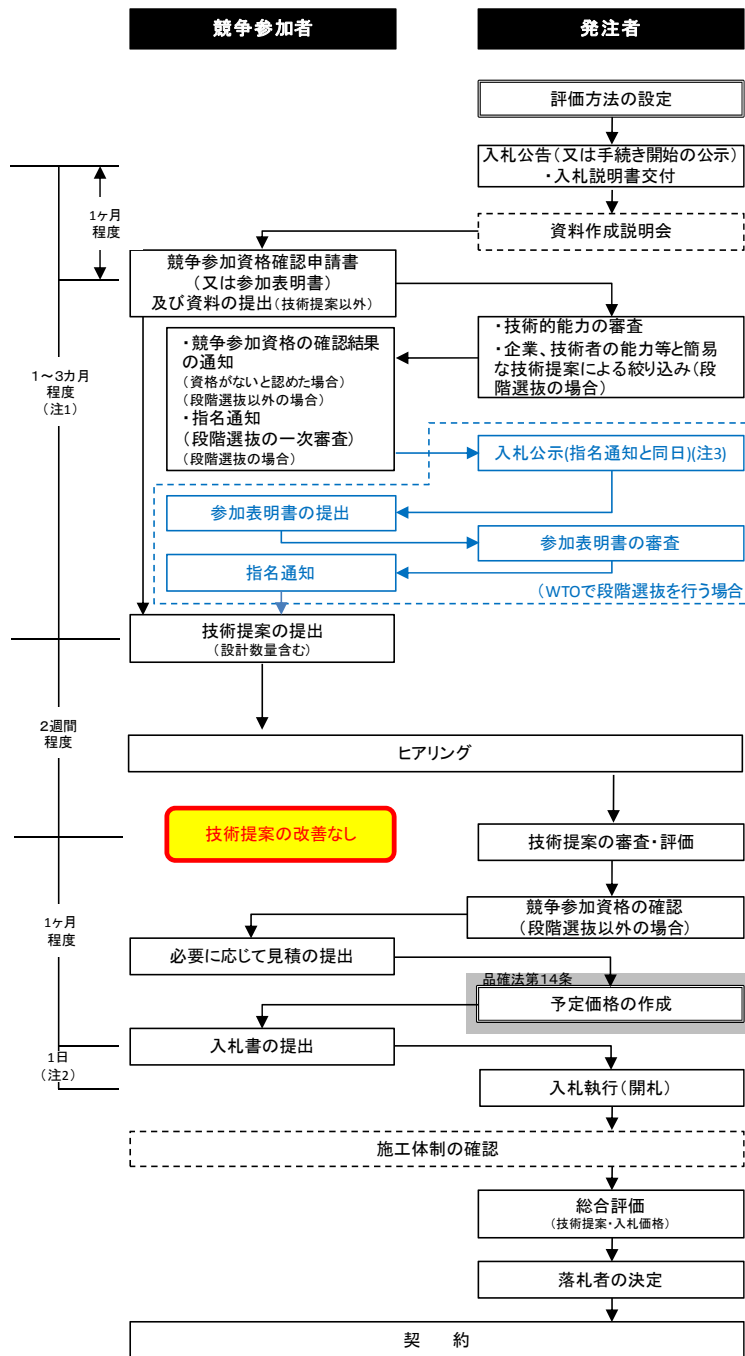 競争参加者
発注者
評価方法の設定
入札公告(又は手続き開始の公示)
・入札説明書交付
1ヶ月
程度
資料作成説明会
競争参加資格確認申請書
(又は参加表明書)
及び資料の提出(技術提案以外)
・技術的能力の審査
・企業、技術者の能力等と簡易
な技術提案による絞り込み(段
階選抜の場合)
・競争参加資格の確認結果
の通知
(資格がないと認めた場合)
(段階選抜以外の場合)
・指名通知
(段階選抜の一次審査)
(段階選抜の場合)
1～3カ月
程度
(注1)
入札公示(指名通知と同日)(注3)
参加表明書の提出
参加表明書の審査
指名通知
(WTOで段階選抜を行う場合
技術提案の提出
(設計数量含む)
2週間
程度
ヒアリング
技術提案の改善なし
技術提案の審査・評価
1ヶ月
程度
競争参加資格の確認
(段階選抜以外の場合)
必要に応じて見積の提出
品確法第14条
予定価格の作成
入札書の提出
1日
(注2)
入札執行(開札)
施工体制の確認
総合評価
(技術提案・入札価格)
落札者の決定
契　約